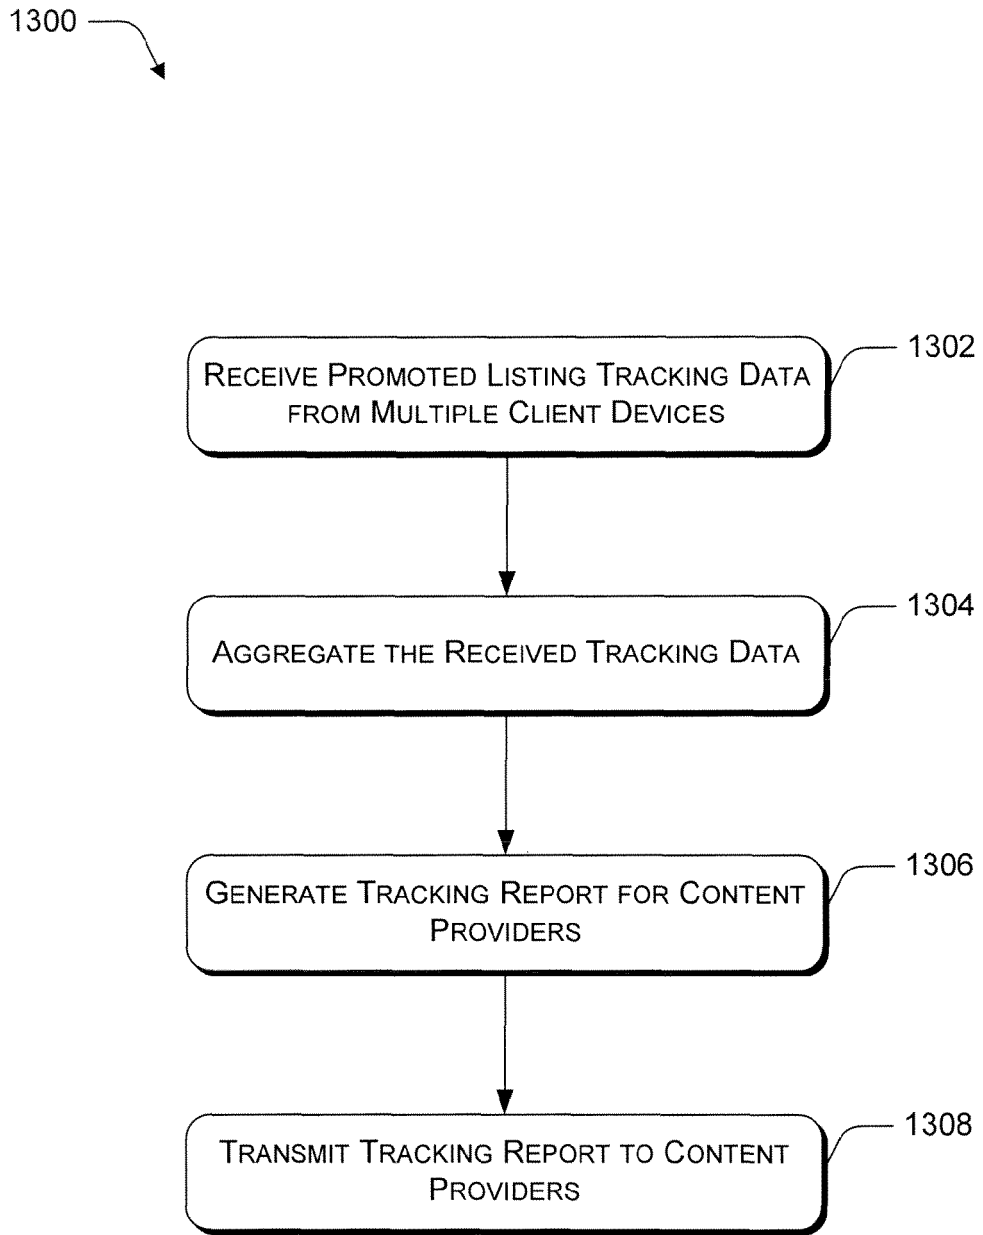 1300
RECEIVE PROMOTED LISTING TRACKING DATA
FROM MULTIPLE CLIENT DEVICES
1302
AGGREGATE THE RECEIVED TRACKING DATA
1304
GENERATE TRACKING REPORT FOR CONTENT
PROVIDERS
1306
TRANSMIT TRACKING REPORT TO CONTENT
PROVIDERS
1308